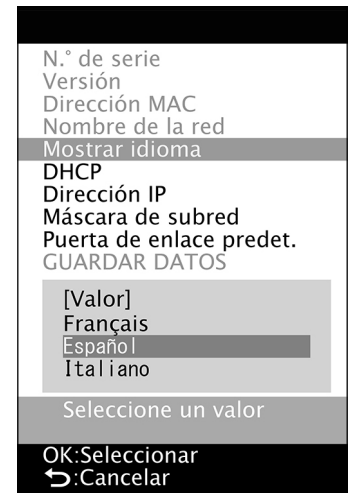 N.° de serie
Versión
Dirección MAC
Nombre de la red
Mostrar idioma
DHCP
Dirección IP
Máscara de subred
Puerta de enlace predet.
GUARDAR DATOS
[Valor]
Français
Español
Italiano
Seleccione un valor
OK:Seleccionar
⮌:Cancelar